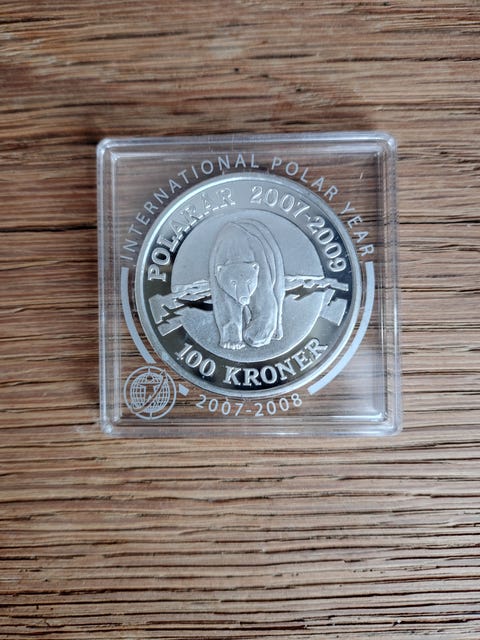 INTERNATIONAL POLAR YEAR
POLARÅR 2007-2009
100 KRONER
2007-2008